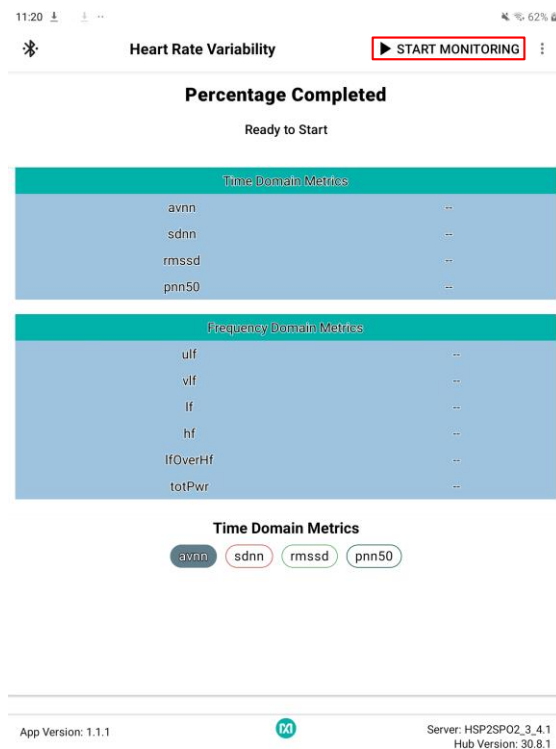 11:20
62%
Heart Rate Variability
START MONITORING
Percentage Completed
Ready to Start
Time Domain Metrics
avnn --
sdnn --
rmssd --
pnn50 --
Frequency Domain Metrics
ulf --
vlf --
lf --
hf --
lfOverHf --
totPwr --
Time Domain Metrics
avnn sdnn rmssd pnn50
App Version: 1.1.1
Server: HSP2SPO2_3_4.1
Hub Version: 30.8.1